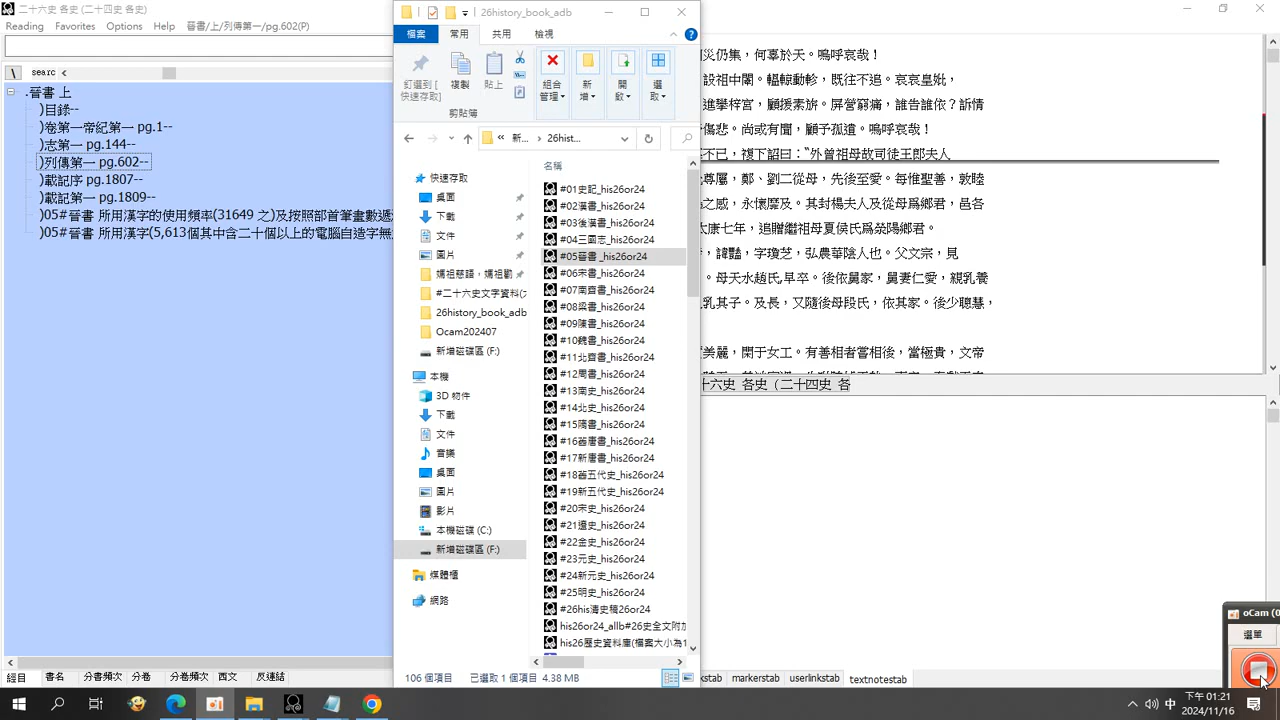 二十六史 各史 (二十四史 各史)
Reading Favorites Options Help 晉書/上/列傳第一/pg.602(P)
\ searc <
.晉書 上
)目錄--
)卷第一帝紀第一 pg.1--
)志第一 pg.144--
)列傳第一 pg.602--
)載記序 pg.1807--
)載記第一 pg.1809--
)05#晉書 所用漢字的使用頻率(31649 之)及按照部首筆畫數遞
)05#晉書 所用漢字(5,613個其中含二十個以上的電腦自造字無
綱目 書名 分書頻次 分卷 分卷頻次 西文 反連結
26history_book_adb
檔案 常用 共用 檢視
釘選到 [快速存取]
複製
貼上
組合管理
新增
開啟
選取
剪貼簿
« 新... › 26hist...
快速存取
桌面
下載
文件
圖片
媽祖慈語，媽祖勸
#二十六史文字資料(大
26history_book_adb
Ocam202407
新增磁碟區 (F:)
本機
3D 物件
下載
文件
音樂
桌面
圖片
影片
本機磁碟 (C:)
新增磁碟區 (F:)
媒體櫃
網路
名稱
#01史記_his26or24
#02漢書_his26or24
#03後漢書_his26or24
#04三國志_his26or24
#05晉書_his26or24
#06宋書_his26or24
#07南齊書_his26or24
#08梁書_his26or24
#09陳書_his26or24
#10魏書_his26or24
#11北齊書_his26or24
#12周書_his26or24
#13南史_his26or24
#14北史_his26or24
#15隋書_his26or24
#16舊唐書_his26or24
#17新唐書_his26or24
#18舊五代史_his26or24
#19新五代史_his26or24
#20宋史_his26or24
#21遼史_his26or24
#22金史_his26or24
#23元史_his26or24
#24新元史_his26or24
#25明史_his26or24
#26his清史稿26or24
his26or24_allb#26史全文附加
his26歷史資料庫(檔案大小為1
106 個項目 已選取 1 個項目 4.38 MB
災仍集，何辜於天。嗚呼哀哉！
設祖中闈。輼輬動軫，既往不追。哀哀皇妣，
進攀梓宮，顧援素旂。屏營窮痛，誰告誰依？訴情
傷悲。尚或有聞，顧予孤遺。嗚呼哀哉！
不已，複下詔曰：“外曾祖母故司徒王郎夫人
尊屬，鄭、劉二從母，先後至愛。每惟聖善，敦睦
之感，永懷靡及。其封楊夫人及從母爲鄉君，邑各
太康七年，追贈繼祖母夏侯氏爲滎陽鄉君。
，諱豔，字瓊芝，弘農華陰人也。父文宗，見
。母天水趙氏,早卒。後依舅家，舅妻仁愛，親乳養
乳其子。及長，又隨後母段氏，依其家。後少聰慧，
美麗，閑于女工。有善相者嘗相後，當極貴，文帝
十六史 各史 （二十四史 各
kstab markerstab userlinkstab textnotestab
oCam (0
選單
中
下午 01:21
2024/11/16